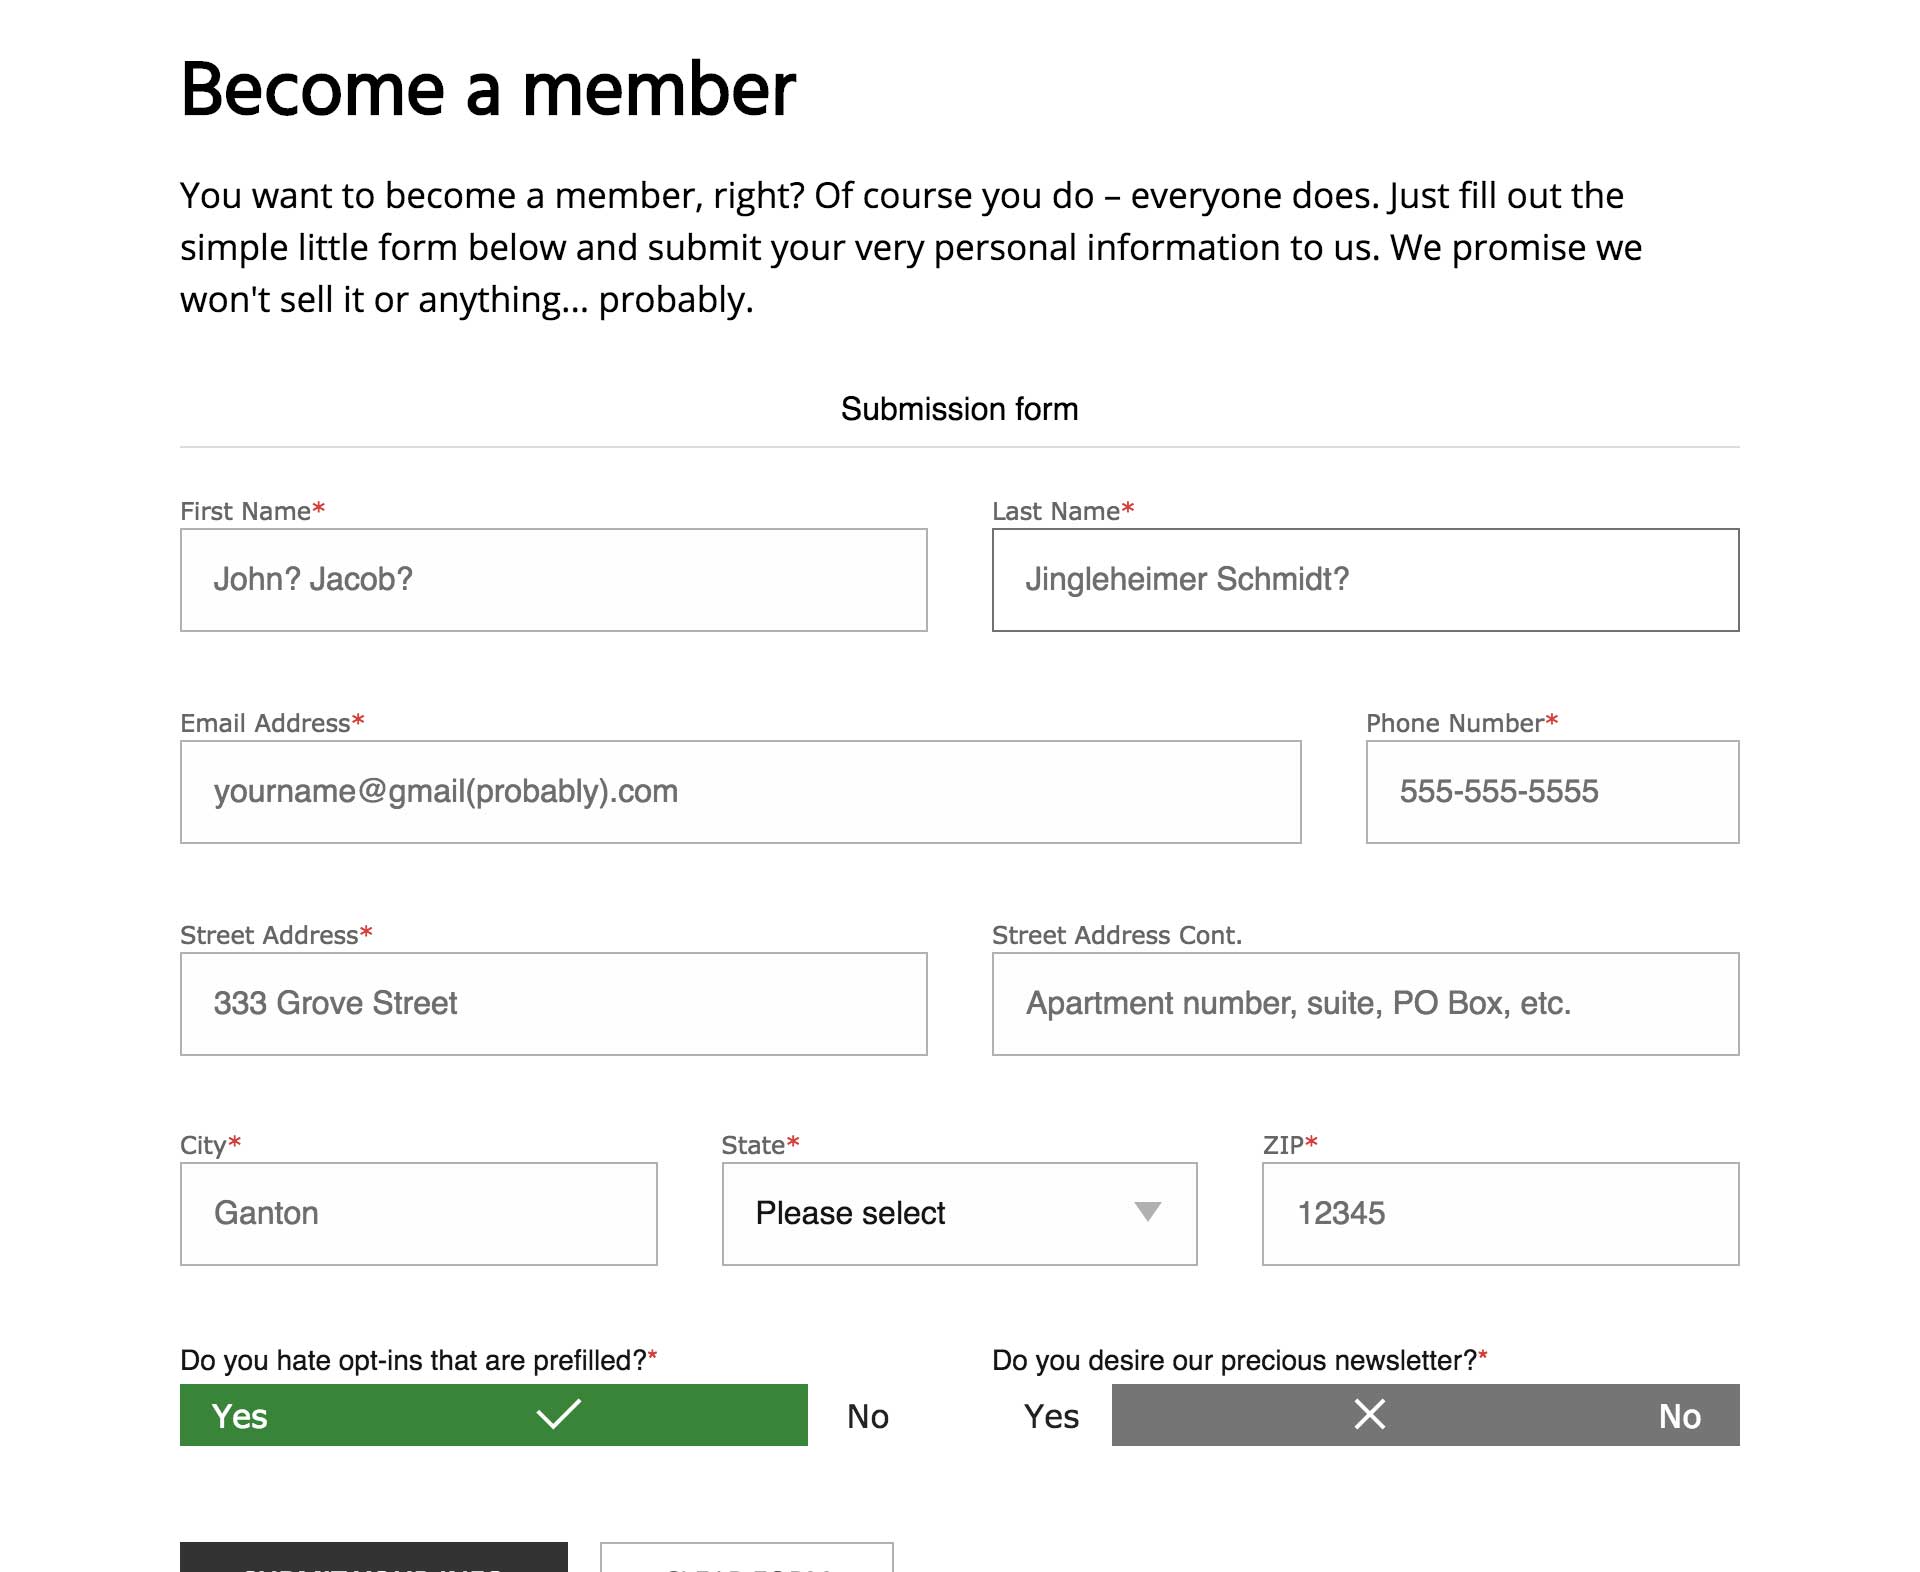 Become a member
You want to become a member, right? Of course you do – everyone does. Just fill out the
simple little form below and submit your very personal information to us. We promise we
won't sell it or anything... probably.
Submission form
First Name* Last Name*
John? Jacob? Jingleheimer Schmidt?
Email Address* Phone Number*
yourname@gmail(probably).com 555-555-5555
Street Address* Street Address Cont.
333 Grove Street Apartment number, suite, PO Box, etc.
City* State* ZIP*
Ganton Please select 12345
Do you hate opt-ins that are prefilled?* Do you desire our precious newsletter?*
Yes No Yes No